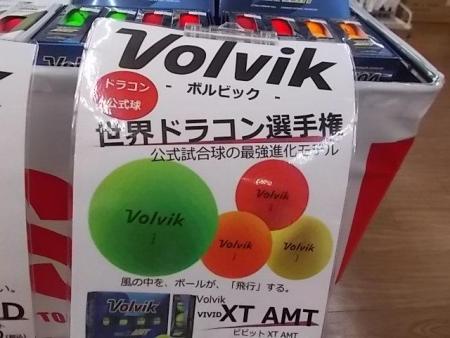 Volvik
ドラコン
公式球
- ボルビック -
世界ドラコン選手権
公式試合球の最強進化モデル
Volvik
Volvik
Volvik
Volvik
風の中を、ボールが、「飛行」する。
Volvik
Volvik
VIVID XT AMT
ビビット XT AMT
TO